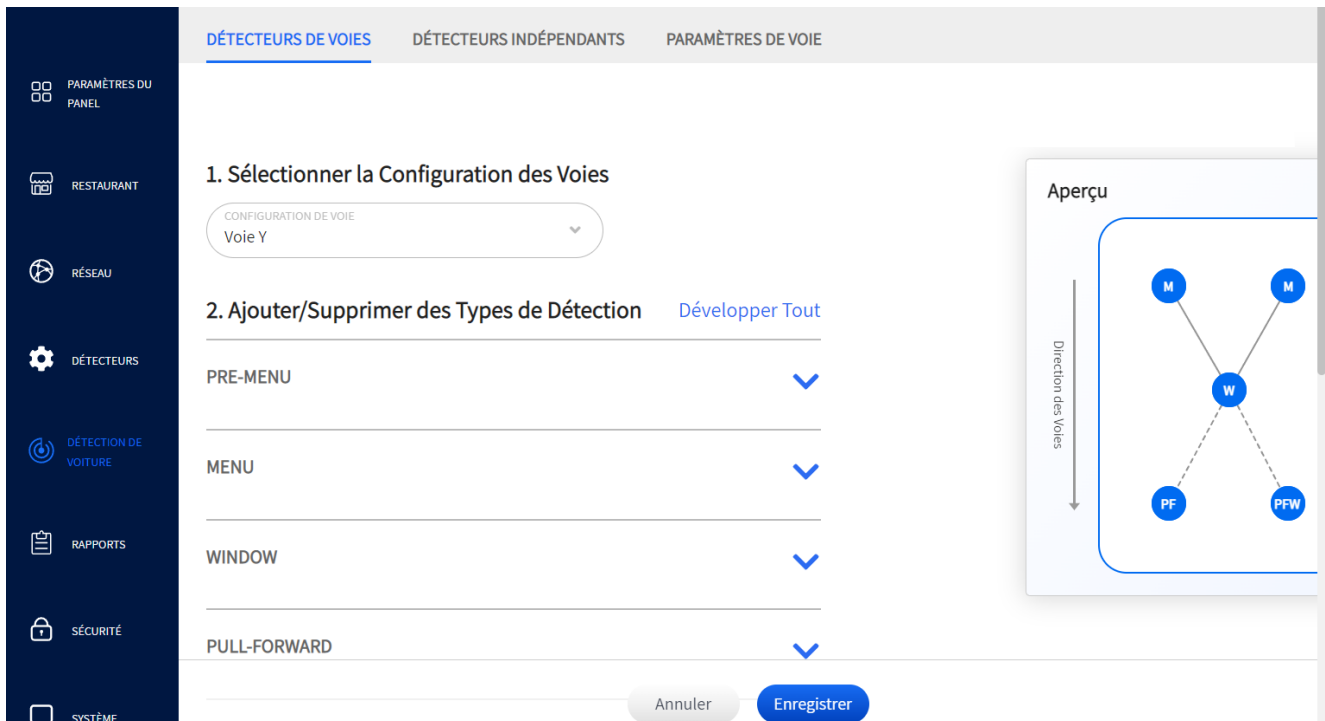 PARAMÈTRES DU
PANEL
RESTAURANT
RÉSEAU
DÉTECTEURS
DÉTECTION DE
VOITURE
RAPPORTS
SÉCURITÉ
SYSTÈME
DÉTECTEURS DE VOIES
DÉTECTEURS INDÉPENDANTS
PARAMÈTRES DE VOIE
1. Sélectionner la Configuration des Voies
CONFIGURATION DE VOIE
Voie Y
2. Ajouter/Supprimer des Types de Détection
Développer Tout
PRE-MENU
MENU
WINDOW
PULL-FORWARD
Annuler
Enregistrer
Aperçu
Direction des Voies
M
M
W
PF
PFW